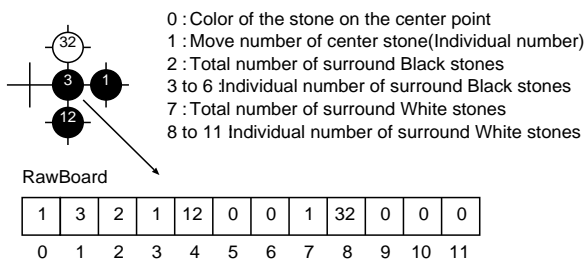 0 : Color of the stone on the center point
1 : Move number of center stone(Individual number)
2 : Total number of surround Black stones
3 to 6 :Individual number of surround Black stones
7 : Total number of surround White stones
8 to 11 Individual number of surround White stones
32
3 1
12
RawBoard
1 3 2 1 12 0 0 1 32 0 0 0
0 1 2 3 4 5 6 7 8 9 10 11